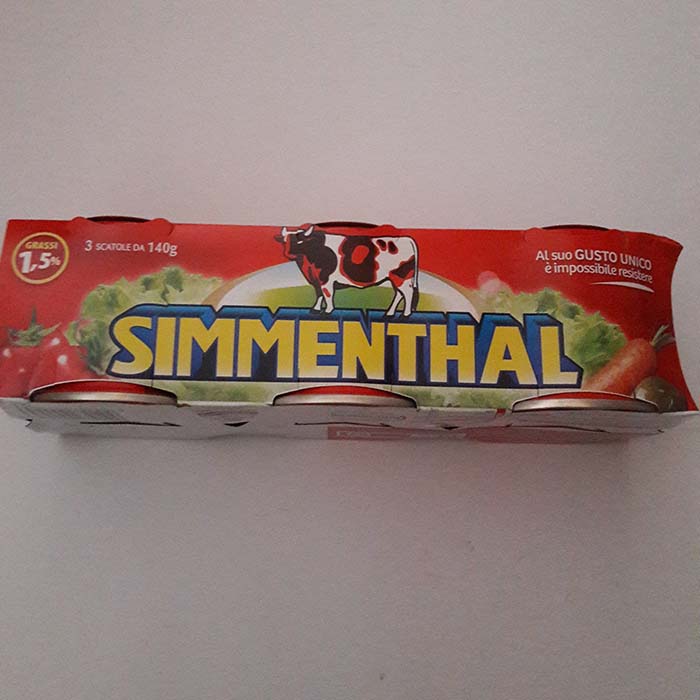 GRASSI
1,5%
3 SCATOLE DA 140g
SIMMENTHAL
Al suo GUSTO UNICO
è impossibile resistere